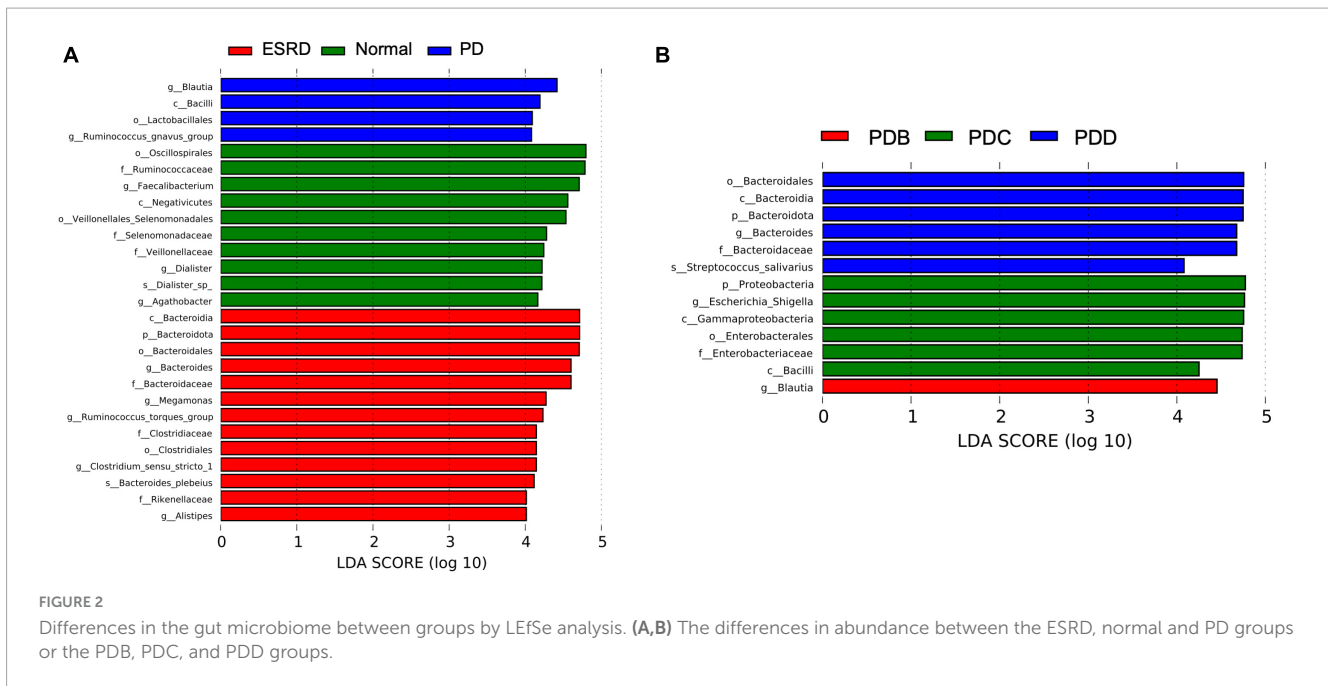 A
ESRD Normal PD
g__Blautia
c__Bacilli
o__Lactobacillales
g__Ruminococcus_gnavus_group
o__Oscillospirales
f__Ruminococcaceae
g__Faecalibacterium
c__Negativicutes
o__Veillonellales_Selenomonadales
f__Selenomonadaceae
f__Veillonellaceae
g__Dialister
s__Dialister_sp_
g__Agathobacter
c__Bacteroidia
p__Bacteroidota
o__Bacteroidales
g__Bacteroides
f__Bacteroidaceae
g__Megamonas
g__Ruminococcus_torques_group
f__Clostridiaceae
o__Clostridiales
g__Clostridium_sensu_stricto_1
s__Bacteroides_plebeius
f__Rikenellaceae
g__Alistipes
0 1 2 3 4 5
LDA SCORE (log 10)
B
PDB PDC PDD
o__Bacteroidales
c__Bacteroidia
p__Bacteroidota
g__Bacteroides
f__Bacteroidaceae
s__Streptococcus_salivarius
p__Proteobacteria
g__Escherichia_Shigella
c__Gammaproteobacteria
o__Enterobacterales
f__Enterobacteriaceae
c__Bacilli
g__Blautia
0 1 2 3 4 5
LDA SCORE (log 10)
FIGURE 2
Differences in the gut microbiome between groups by LEfSe analysis. (A,B) The differences in abundance between the ESRD, normal and PD groups
or the PDB, PDC, and PDD groups.